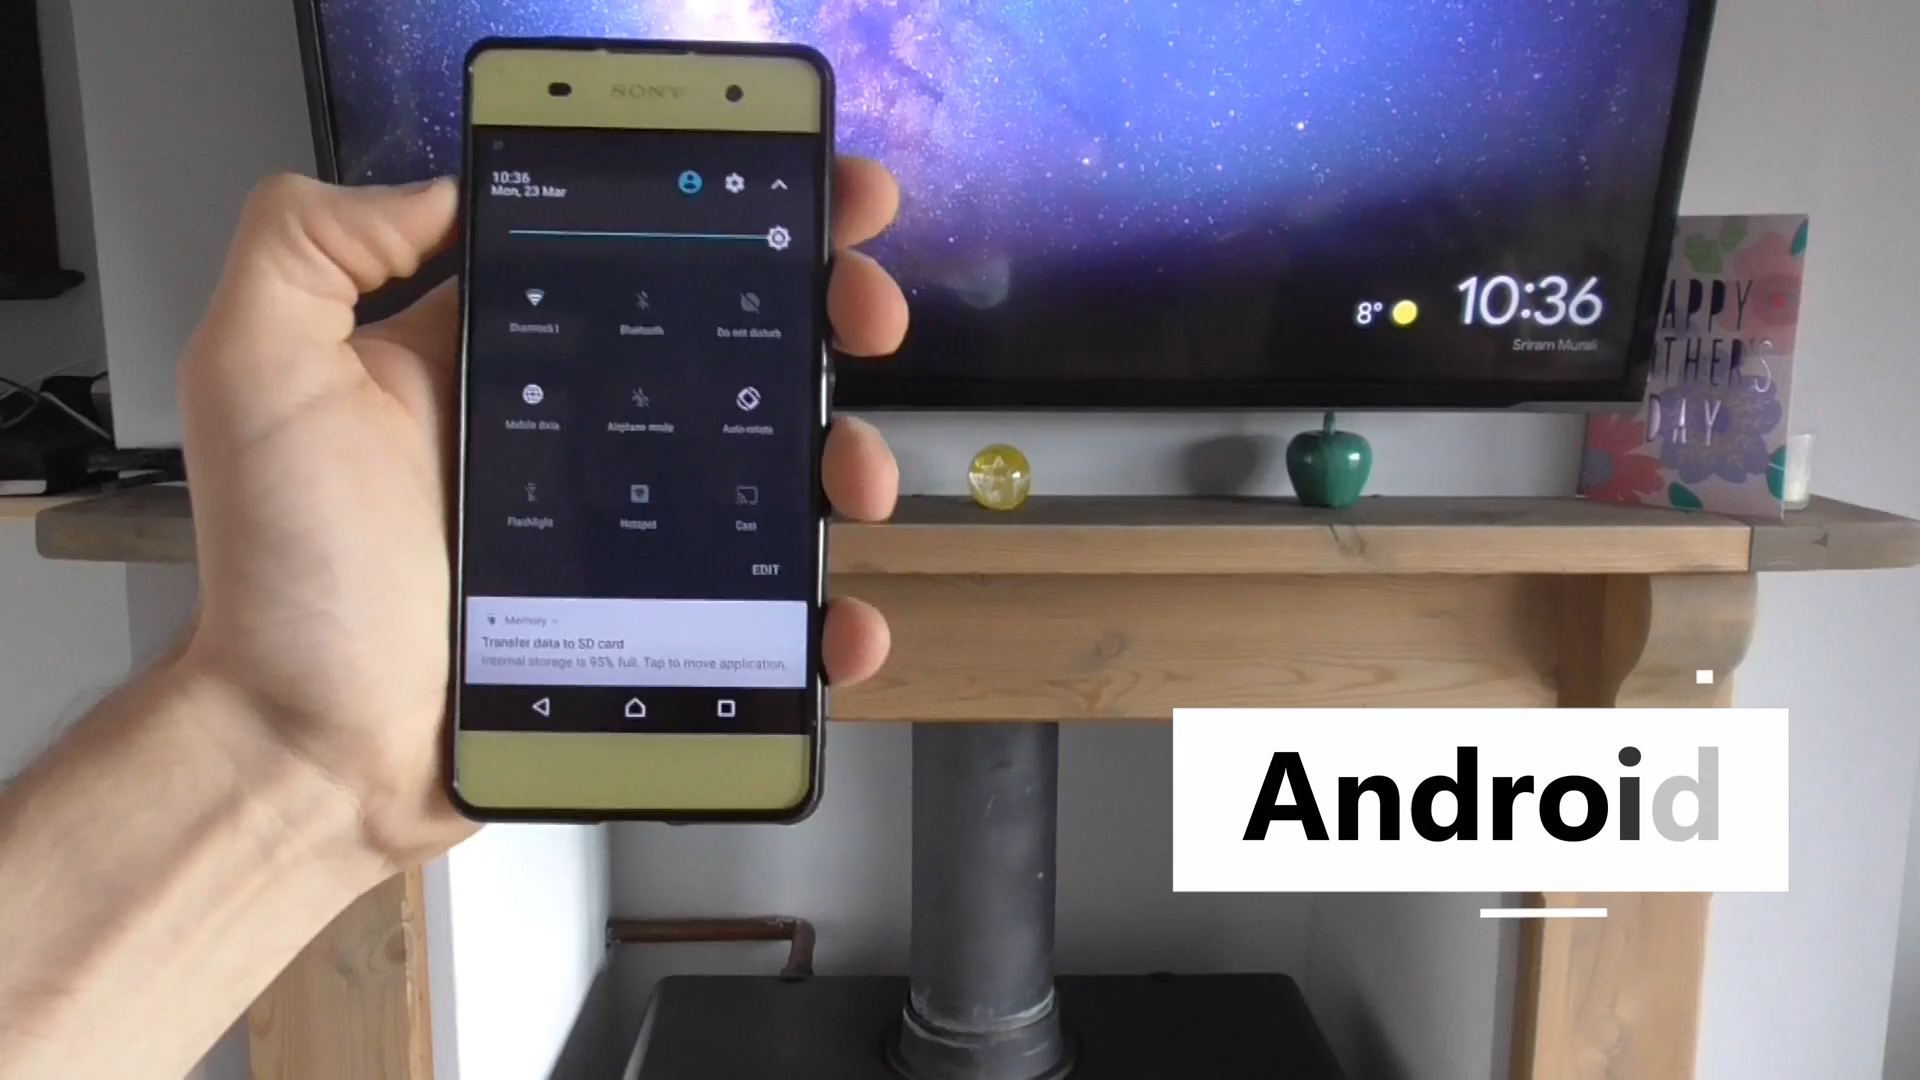 SONY
10:36
Mon, 23 Mar
Shamrock1
Bluetooth
Do not disturb
Mobile data
Airplane mode
Auto-rotate
Flashlight
Hotspot
Cast
EDIT
Memory
Transfer data to SD card
Internal storage is 95% full. Tap to move application.
8°
10:36
Sriram Murali
APPY
THER'S
DAY
Android